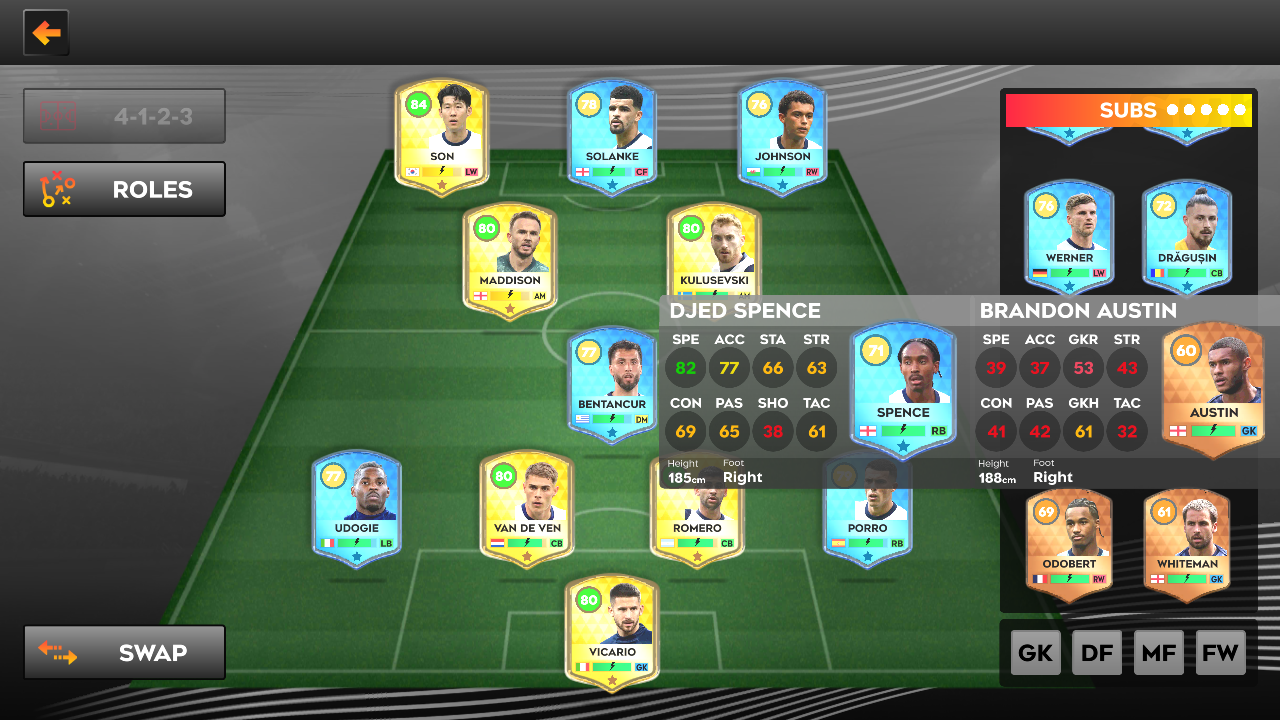 4-1-2-3
ROLES
SWAP
84
SON
LW
78
SOLANKE
CF
76
JOHNSON
RW
80
MADDISON
AM
80
KULUSEVSKI
77
BENTANCUR
DM
77
UDOGIE
LB
80
VAN DE VEN
CB
ROMERO
CB
PORRO
RB
80
VICARIO
GK
SUBS
76
WERNER
LW
72
DRĂGUȘIN
CB
DJED SPENCE
SPE ACC STA STR
82 77 66 63
CON PAS SHO TAC
69 65 38 61
Height Foot
185cm Right
71
SPENCE
RB
BRANDON AUSTIN
SPE ACC GKR STR
39 37 53 43
CON PAS GKH TAC
41 42 61 32
Height Foot
188cm Right
60
AUSTIN
GK
69
ODOBERT
RW
61
WHITEMAN
GK
GK DF MF FW